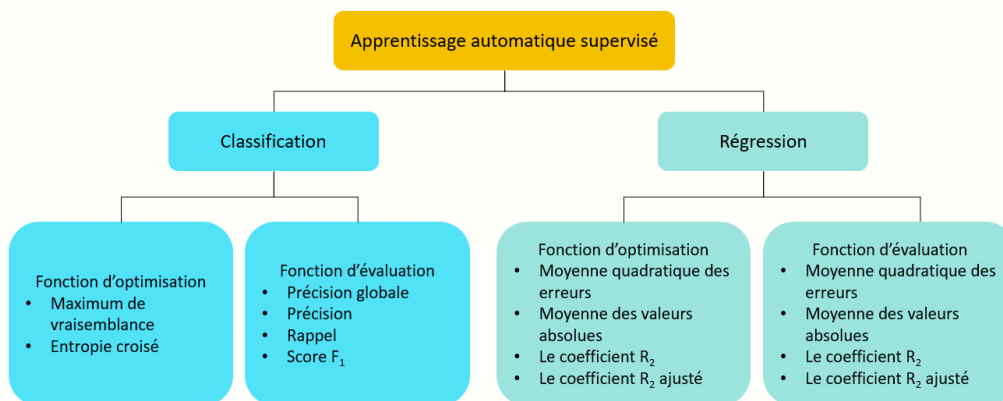 Apprentissage automatique supervisé
Classification
Régression
Fonction d'optimisation
• Maximum de
vraisemblance
• Entropie croisé
Fonction d'évaluation
• Précision globale
• Précision
• Rappel
• Score F₁
Fonction d'optimisation
• Moyenne quadratique des
erreurs
• Moyenne des valeurs
absolues
• Le coefficient R₂
• Le coefficient R₂ ajusté
Fonction d'évaluation
• Moyenne quadratique des
erreurs
• Moyenne des valeurs
absolues
• Le coefficient R₂
• Le coefficient R₂ ajusté